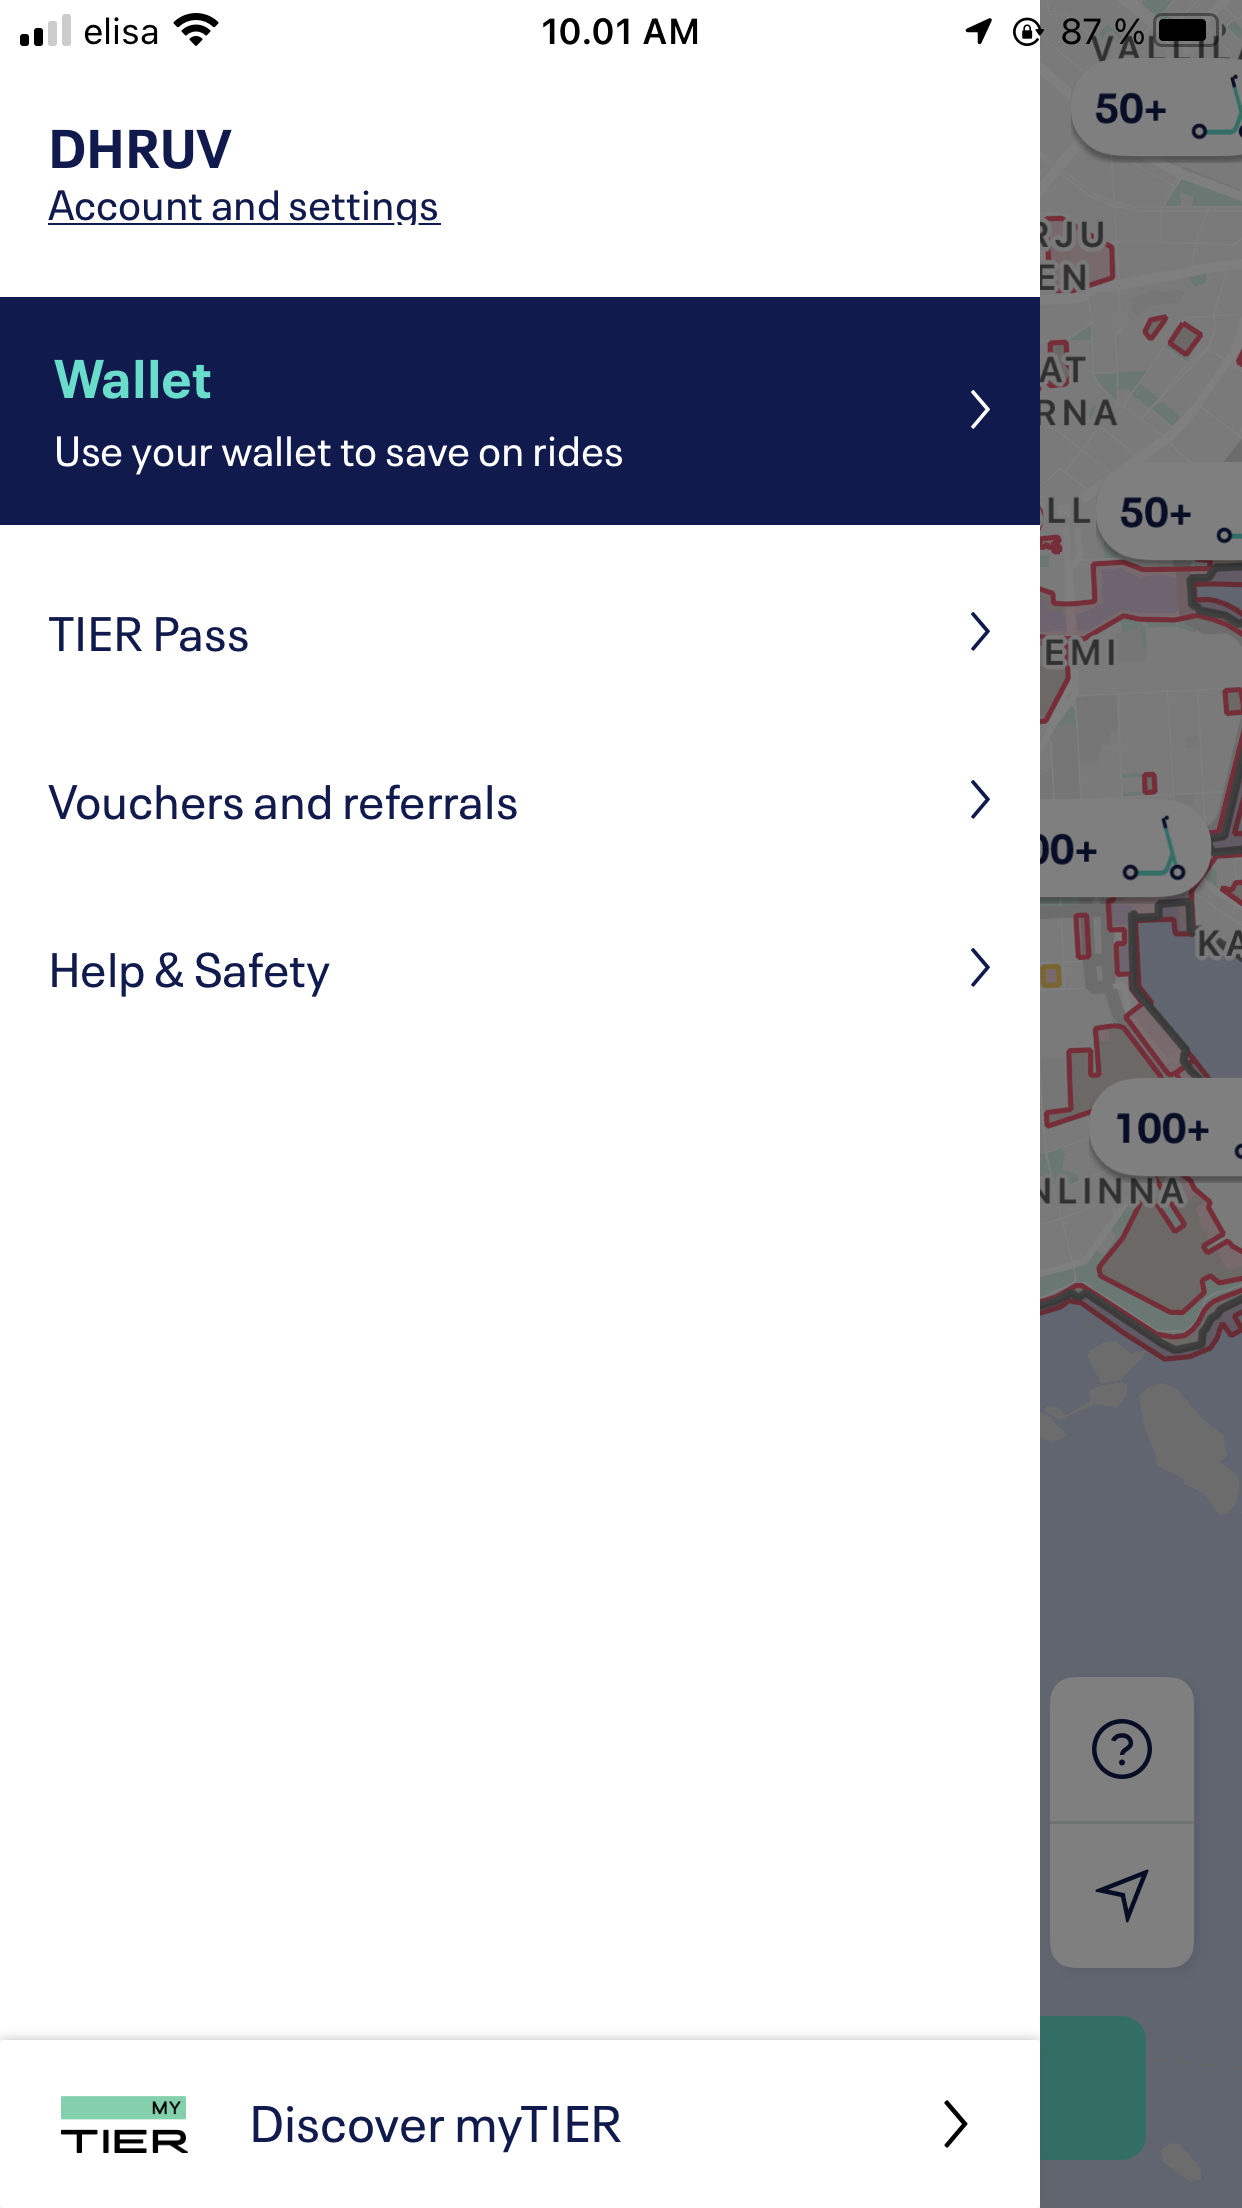 elisa 10.01 AM 87 %
DHRUV
Account and settings
Wallet
Use your wallet to save on rides
TIER Pass
Vouchers and referrals
Help & Safety
MY
TIER
Discover myTIER
50+
RJU
EN
AT
RNA
LL
50+
EMI
00+
KA
100+
NLINNA
?